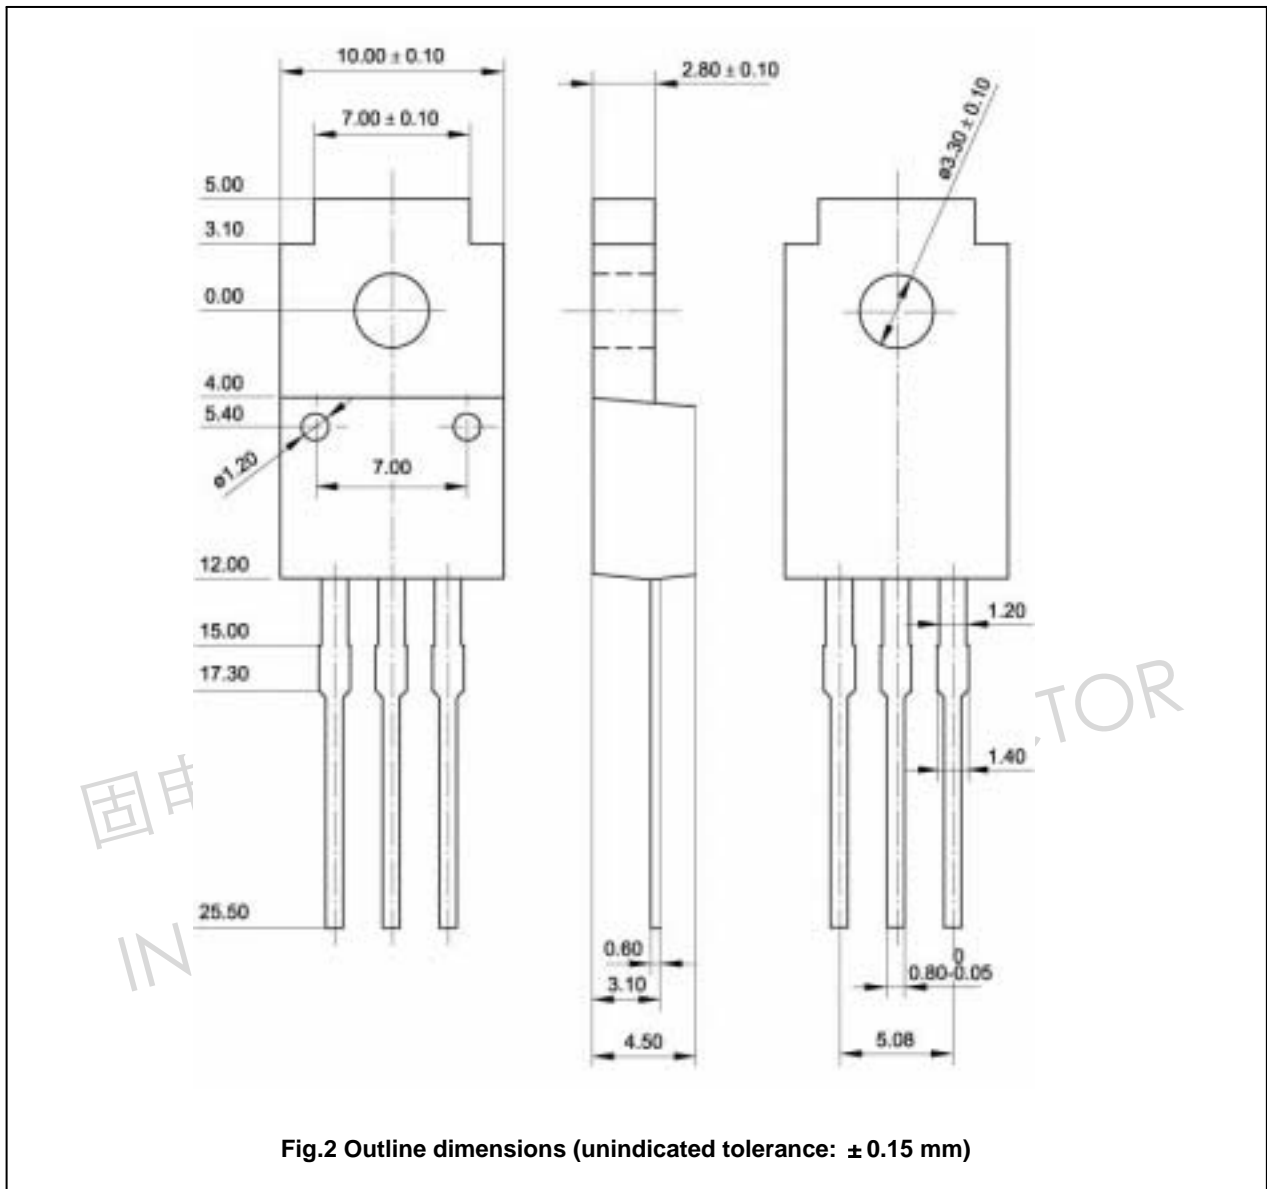 10.00 ± 0.10
2.80 ± 0.10
7.00 ± 0.10
ø3.30 ± 0.10
5.00
3.10
0.00
4.00
5.40
ø1.20
7.00
12.00
15.00
1.20
17.30
1.40
TOR
固电
IN
25.50
0.60
0
0.80-0.05
3.10
4.50
5.08
Fig.2 Outline dimensions (unindicated tolerance: ± 0.15 mm)